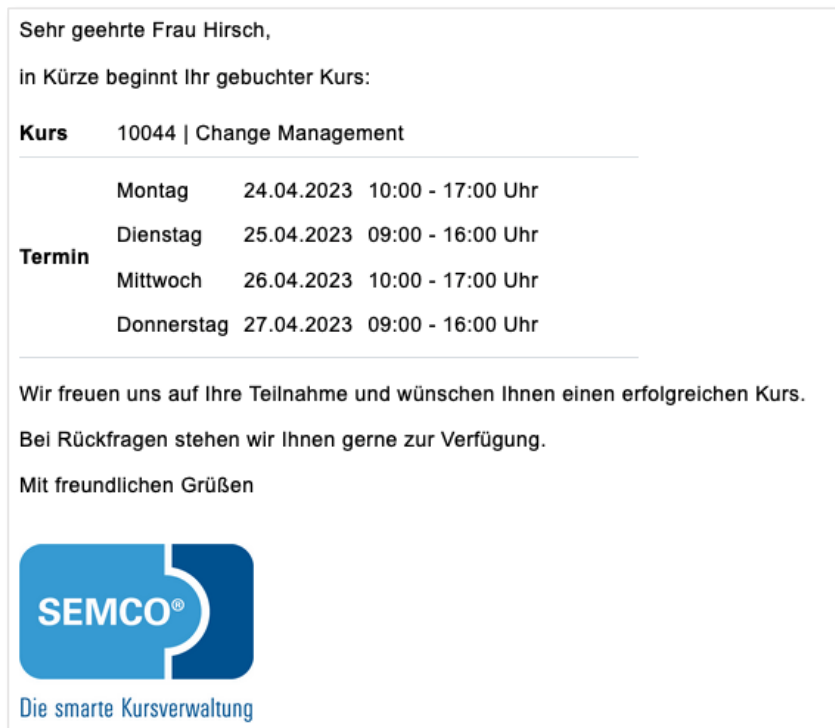 Sehr geehrte Frau Hirsch,
in Kürze beginnt Ihr gebuchter Kurs:
Kurs 10044 | Change Management
Montag 24.04.2023 10:00 - 17:00 Uhr
Dienstag 25.04.2023 09:00 - 16:00 Uhr
Termin
Mittwoch 26.04.2023 10:00 - 17:00 Uhr
Donnerstag 27.04.2023 09:00 - 16:00 Uhr
Wir freuen uns auf Ihre Teilnahme und wünschen Ihnen einen erfolgreichen Kurs.
Bei Rückfragen stehen wir Ihnen gerne zur Verfügung.
Mit freundlichen Grüßen
SEMCO®
Die smarte Kursverwaltung